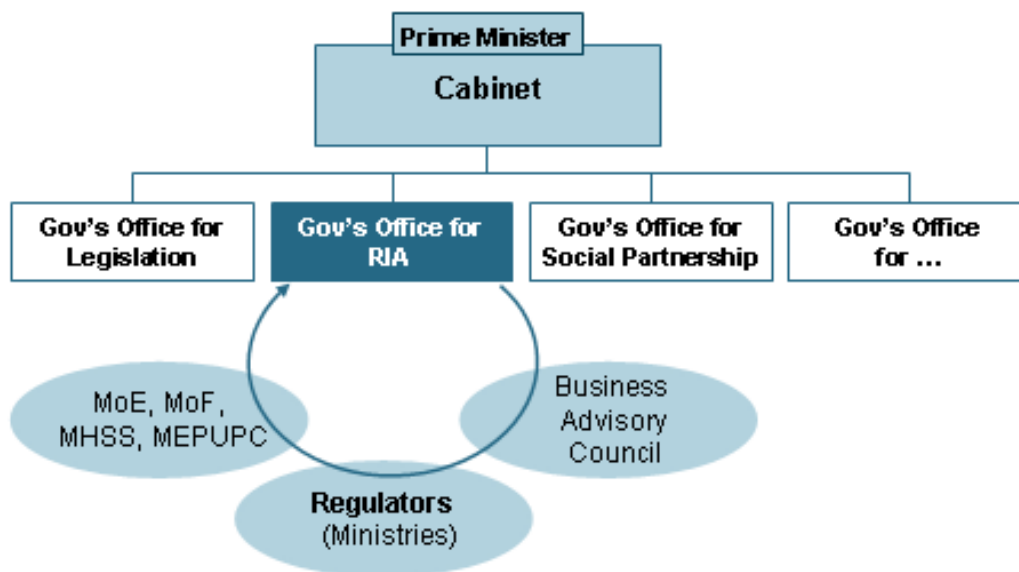 Prime Minister
Cabinet
Gov's Office for
Legislation
Gov's Office for
RIA
Gov's Office for
Social Partnership
Gov's Office
for ...
MoE, MoF,
MHSS, MEPUPC
Business
Advisory
Council
Regulators
(Ministries)